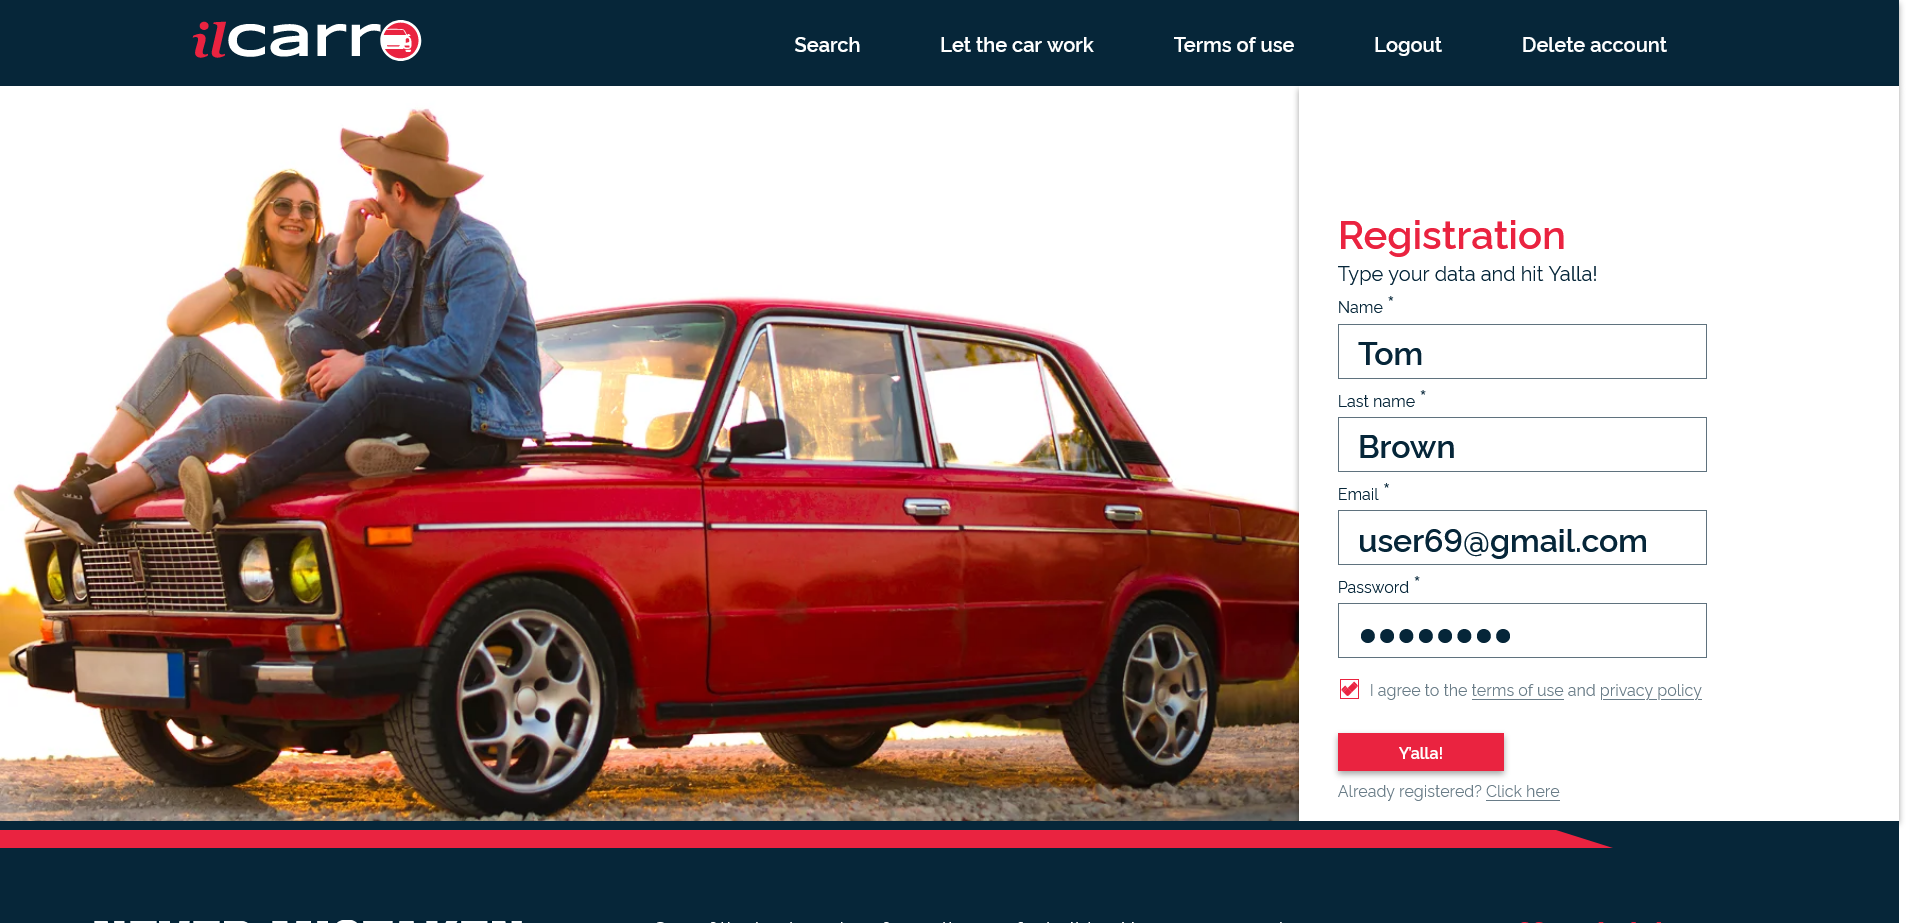 ilcarro
Search Let the car work Terms of use Logout Delete account
Registration
Type your data and hit Yalla!
Name *
Tom
Last name *
Brown
Email *
user69@gmail.com
Password *
●●●●●●●●
I agree to the terms of use and privacy policy
Y'alla!
Already registered? Click here